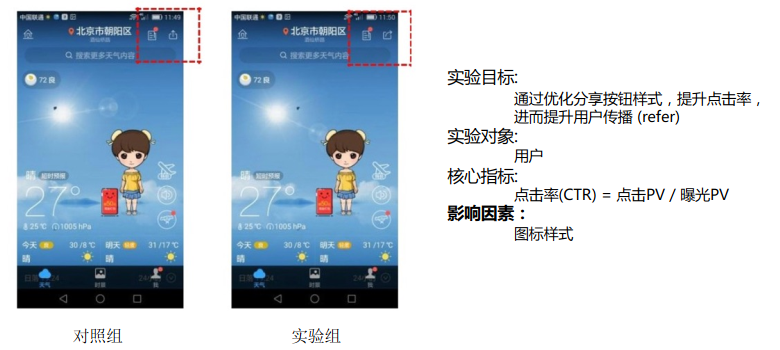 中国联通 11:49
北京市朝阳区
搜索更多天气内容
72 良
晴 短时预报
27°
25℃ 1005 hPa
今天 30/8℃ 明天 31/17℃
晴 晴
天气 时景 我
对照组
中国联通 11:50
北京市朝阳区
搜索更多天气内容
72 良
晴 短时预报
27°
25℃ 1005 hPa
今天 30/8℃ 明天 31/17℃
晴 晴
天气 时景 我
实验组
实验目标:
通过优化分享按钮样式，提升点击率，
进而提升用户传播 (refer)
实验对象:
用户
核心指标:
点击率(CTR) = 点击PV / 曝光PV
影响因素：
图标样式